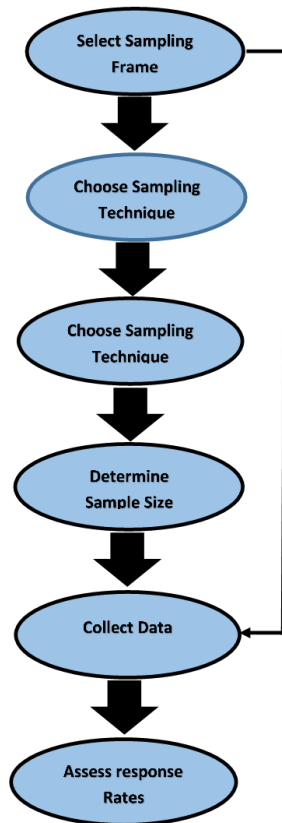 Select Sampling
Frame
Choose Sampling
Technique
Choose Sampling
Technique
Determine
Sample Size
Collect Data
Assess response
Rates